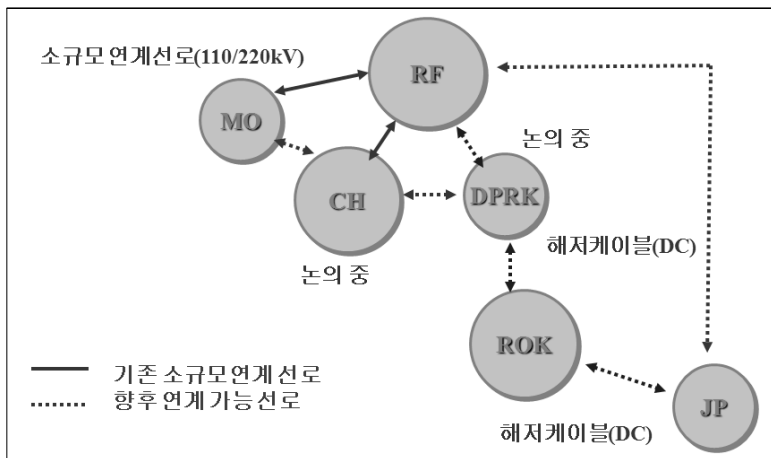 소규모연계선로(110/220kV)
RF
MO
논의 중
CH
DPRK
논의 중
해저케이블(DC)
ROK
기존 소규모연계 선로
향후 연계 가능선로
JP
해저케이블(DC)